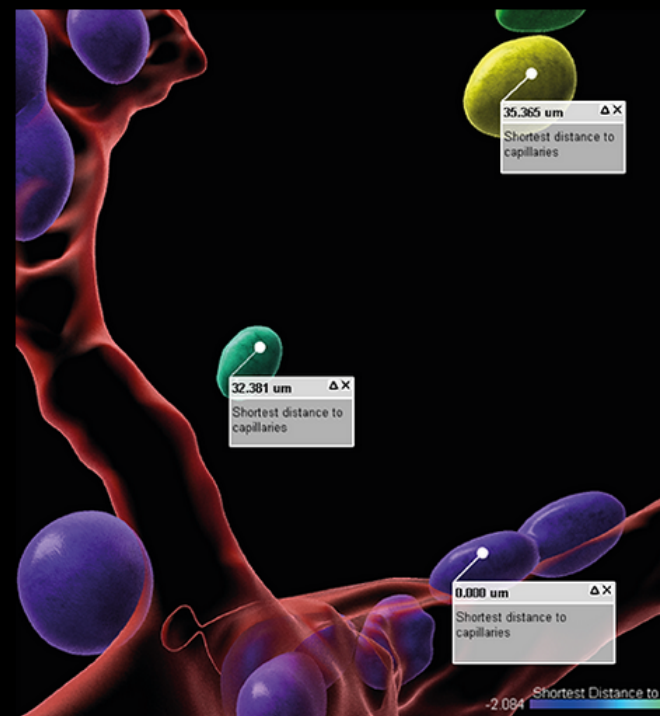 35.365 um
Shortest distance to
capillaries
32.381 um
Shortest distance to
capillaries
0.000 um
Shortest distance to
capillaries
Shortest Distance to
-2.084